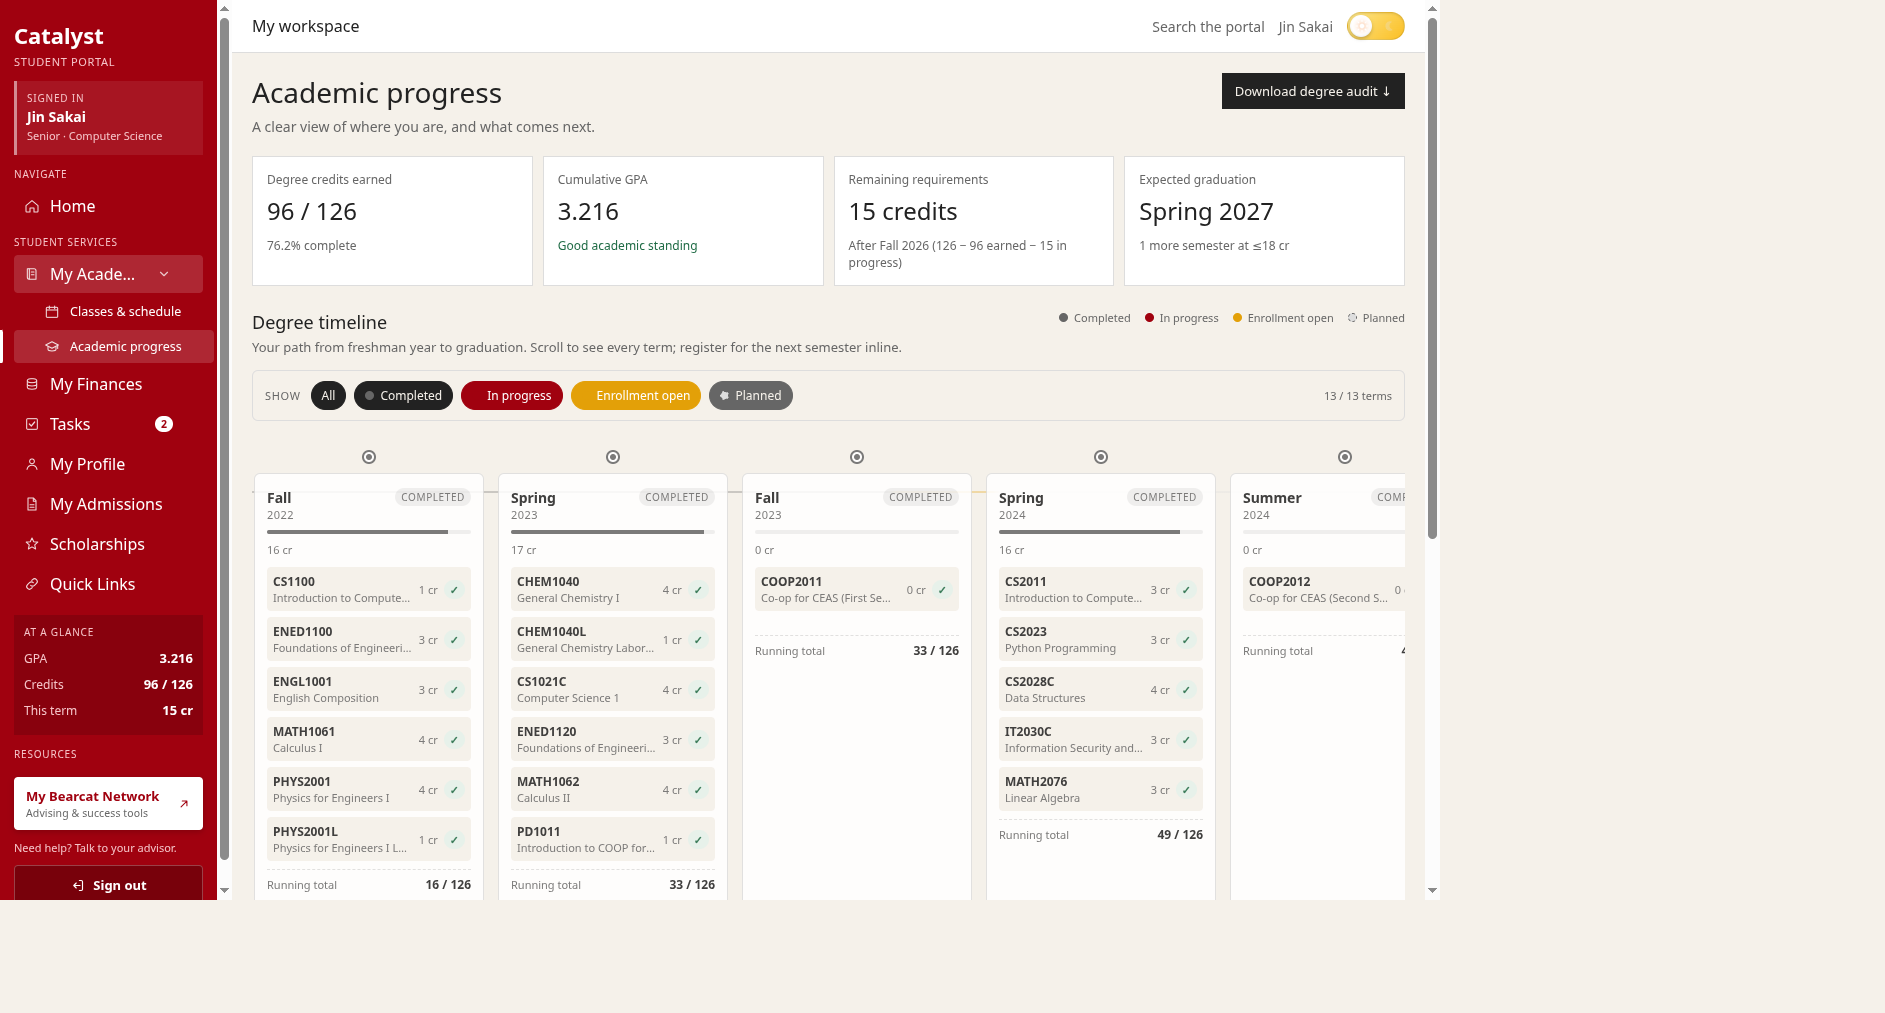 Catalyst
STUDENT PORTAL
SIGNED IN
Jin Sakai
Senior · Computer Science
NAVIGATE
Home
STUDENT SERVICES
My Acade...
Classes & schedule
Academic progress
My Finances
Tasks 2
My Profile
My Admissions
Scholarships
Quick Links
AT A GLANCE
GPA 3.216
Credits 96 / 126
This term 15 cr
RESOURCES
My Bearcat Network ↗
Advising & success tools
Need help? Talk to your advisor.
Sign out
My workspace
Search the portal Jin Sakai
Academic progress
Download degree audit ↓
A clear view of where you are, and what comes next.
Degree credits earned
96 / 126
76.2% complete
Cumulative GPA
3.216
Good academic standing
Remaining requirements
15 credits
After Fall 2026 (126 − 96 earned − 15 in
progress)
Expected graduation
Spring 2027
1 more semester at ≤18 cr
Degree timeline
Completed In progress Enrollment open Planned
Your path from freshman year to graduation. Scroll to see every term; register for the next semester inline.
SHOW All Completed In progress Enrollment open Planned 13 / 13 terms
Fall COMPLETED
2022
16 cr
CS1100
Introduction to Compute... 1 cr ✓
ENED1100
Foundations of Engineeri... 3 cr ✓
ENGL1001
English Composition 3 cr ✓
MATH1061
Calculus I 4 cr ✓
PHYS2001
Physics for Engineers I 4 cr ✓
PHYS2001L
Physics for Engineers I L... 1 cr ✓
Running total 16 / 126
Spring COMPLETED
2023
17 cr
CHEM1040
General Chemistry I 4 cr ✓
CHEM1040L
General Chemistry Labor... 1 cr ✓
CS1021C
Computer Science 1 4 cr ✓
ENED1120
Foundations of Engineeri... 3 cr ✓
MATH1062
Calculus II 4 cr ✓
PD1011
Introduction to COOP for... 1 cr ✓
Running total 33 / 126
Fall COMPLETED
2023
0 cr
COOP2011
Co-op for CEAS (First Se... 0 cr ✓
Running total 33 / 126
Spring COMPLETED
2024
16 cr
CS2011
Introduction to Compute... 3 cr ✓
CS2023
Python Programming 3 cr ✓
CS2028C
Data Structures 4 cr ✓
IT2030C
Information Security and... 3 cr ✓
MATH2076
Linear Algebra 3 cr ✓
Running total 49 / 126
Summer
2024
0 cr
COOP2012
Co-op for CEAS (Second S... 0
Running total